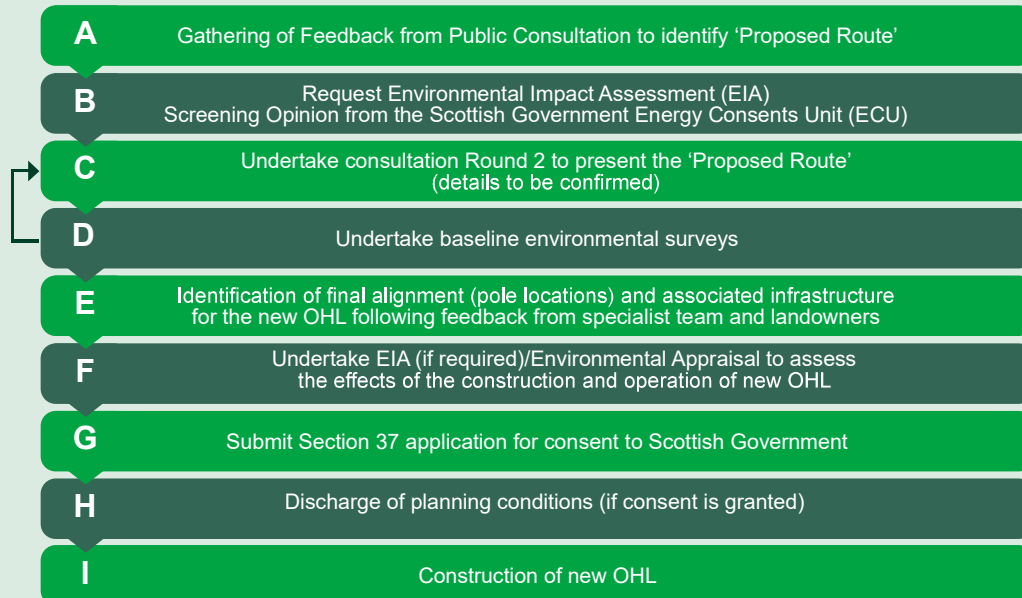 A
Gathering of Feedback from Public Consultation to identify ‘Proposed Route’
B
Request Environmental Impact Assessment (EIA)
Screening Opinion from the Scottish Government Energy Consents Unit (ECU)
C
Undertake consultation Round 2 to present the ‘Proposed Route’
(details to be confirmed)
D
Undertake baseline environmental surveys
E
Identification of final alignment (pole locations) and associated infrastructure
for the new OHL following feedback from specialist team and landowners
F
Undertake EIA (if required)/Environmental Appraisal to assess
the effects of the construction and operation of new OHL
G
Submit Section 37 application for consent to Scottish Government
H
Discharge of planning conditions (if consent is granted)
I
Construction of new OHL